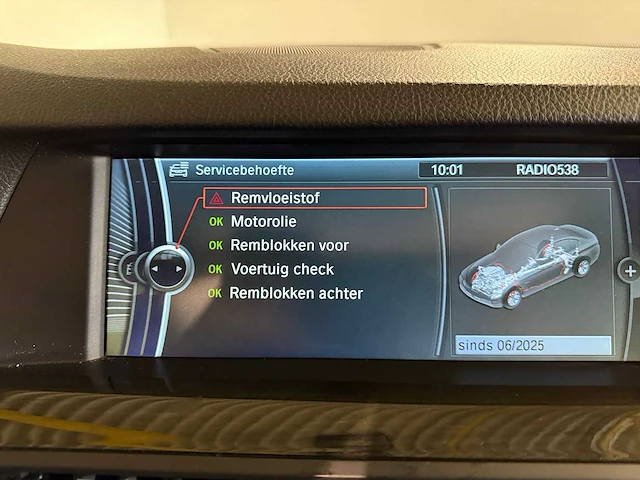 Servicebehoefte 10:01 RADIO538
Remvloeistof
OK Motorolie
OK Remblokken voor
OK Voertuig check
OK Remblokken achter
sinds 06/2025